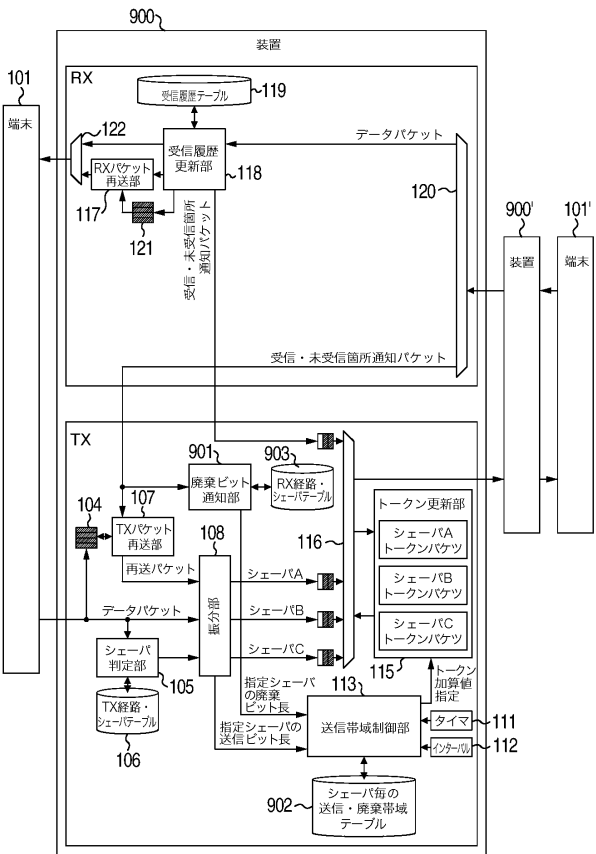 900
装置
101
端末
RX
受信履歴テーブル
119
122
受信履歴
更新部
118
データパケット
RXパケット
再送部
117
121
受信・未受信箇所
通知パケット
120
900'
装置
101'
端末
受信・未受信箇所通知パケット
TX
901
廃棄ビット
通知部
903
RX経路・
シェーパテーブル
104
107
TXパケット
再送部
再送パケット
108
振分部
116
トークン更新部
シェーパA
トークンバケツ
シェーパB
トークンバケツ
シェーパC
トークンバケツ
115
シェーパA
シェーパB
シェーパC
データパケット
シェーパ
判定部
105
TX経路・
シェーパテーブル
106
指定シェーパ
の廃棄
ビット長
指定シェーパの
送信ビット長
113
送信帯域制御部
トークン
加算値
指定
タイマ
111
インターバル
112
902
シェーパ毎の
送信・廃棄帯域
テーブル